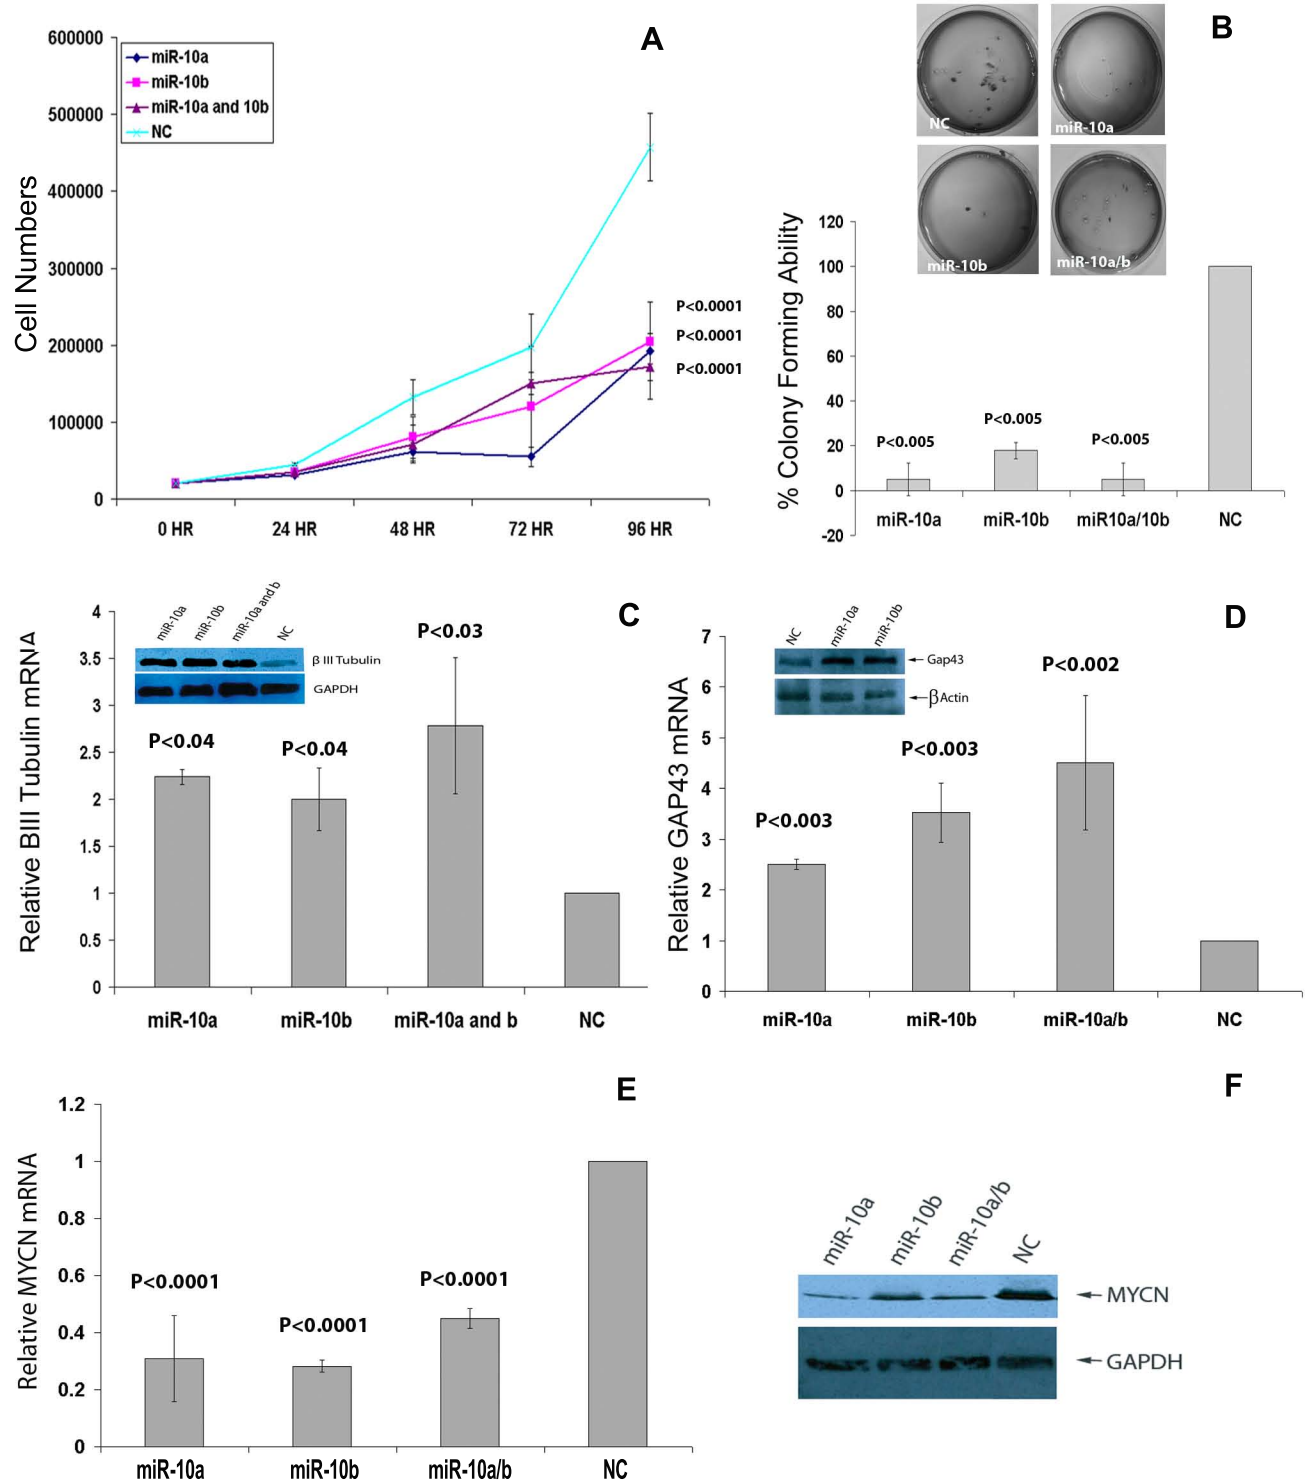 A
600000
500000
400000
300000
200000
100000
0
Cell Numbers
miR-10a
miR-10b
miR-10a and 10b
NC
P<0.0001
P<0.0001
P<0.0001
0 HR
24 HR
48 HR
72 HR
96 HR
B
NC
miR-10a
miR-10b
miR-10a/b
% Colony Forming Ability
120
100
80
60
40
20
0
-20
P<0.005
P<0.005
P<0.005
miR-10a
miR-10b
miR10a/10b
NC
C
Relative BIII Tubulin mRNA
4
3.5
3
2.5
2
1.5
1
0.5
0
miR-10a
miR-10b
miR-10a and b
NC
β III Tubulin
GAPDH
P<0.04
P<0.04
P<0.03
miR-10a
miR-10b
miR-10a and b
NC
D
Relative GAP43 mRNA
7
6
5
4
3
2
1
0
NC
miR-10a
miR-10b
Gap43
βActin
P<0.003
P<0.003
P<0.002
miR-10a
miR-10b
miR-10a/b
NC
E
Relative MYCN mRNA
1.2
1
0.8
0.6
0.4
0.2
0
P<0.0001
P<0.0001
P<0.0001
miR-10a
miR-10b
miR-10a/b
NC
F
miR-10a
miR-10b
miR-10a/b
NC
MYCN
GAPDH